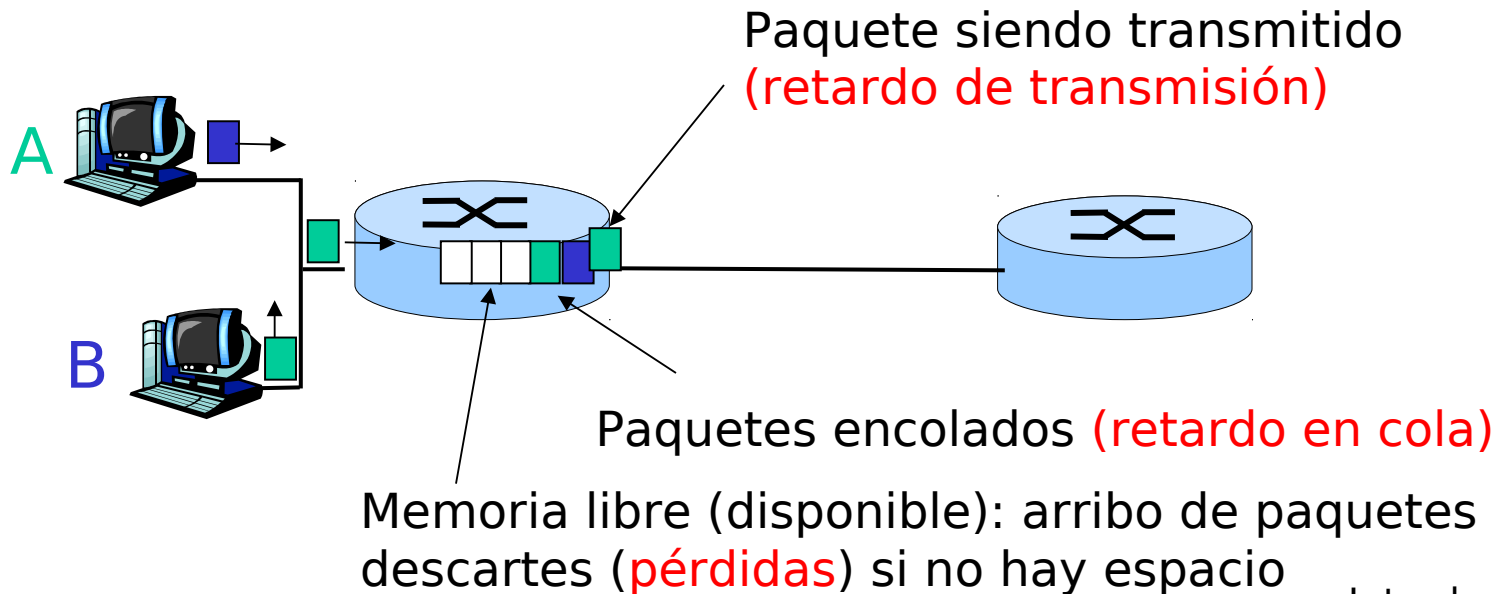 Paquete siendo transmitido
(retardo de transmisión)
A
B
Paquetes encolados (retardo en cola)
Memoria libre (disponible): arribo de paquetes
descartes (pérdidas) si no hay espacio